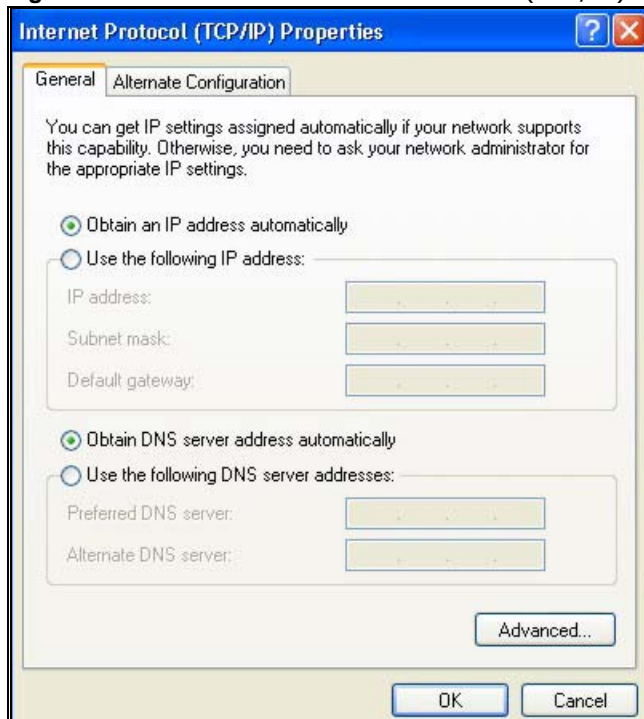 Internet Protocol (TCP/IP) Properties
General
Alternate Configuration
You can get IP settings assigned automatically if your network supports
this capability. Otherwise, you need to ask your network administrator for
the appropriate IP settings.
Obtain an IP address automatically
Use the following IP address:
IP address:
Subnet mask:
Default gateway:
Obtain DNS server address automatically
Use the following DNS server addresses:
Preferred DNS server:
Alternate DNS server:
Advanced...
OK
Cancel